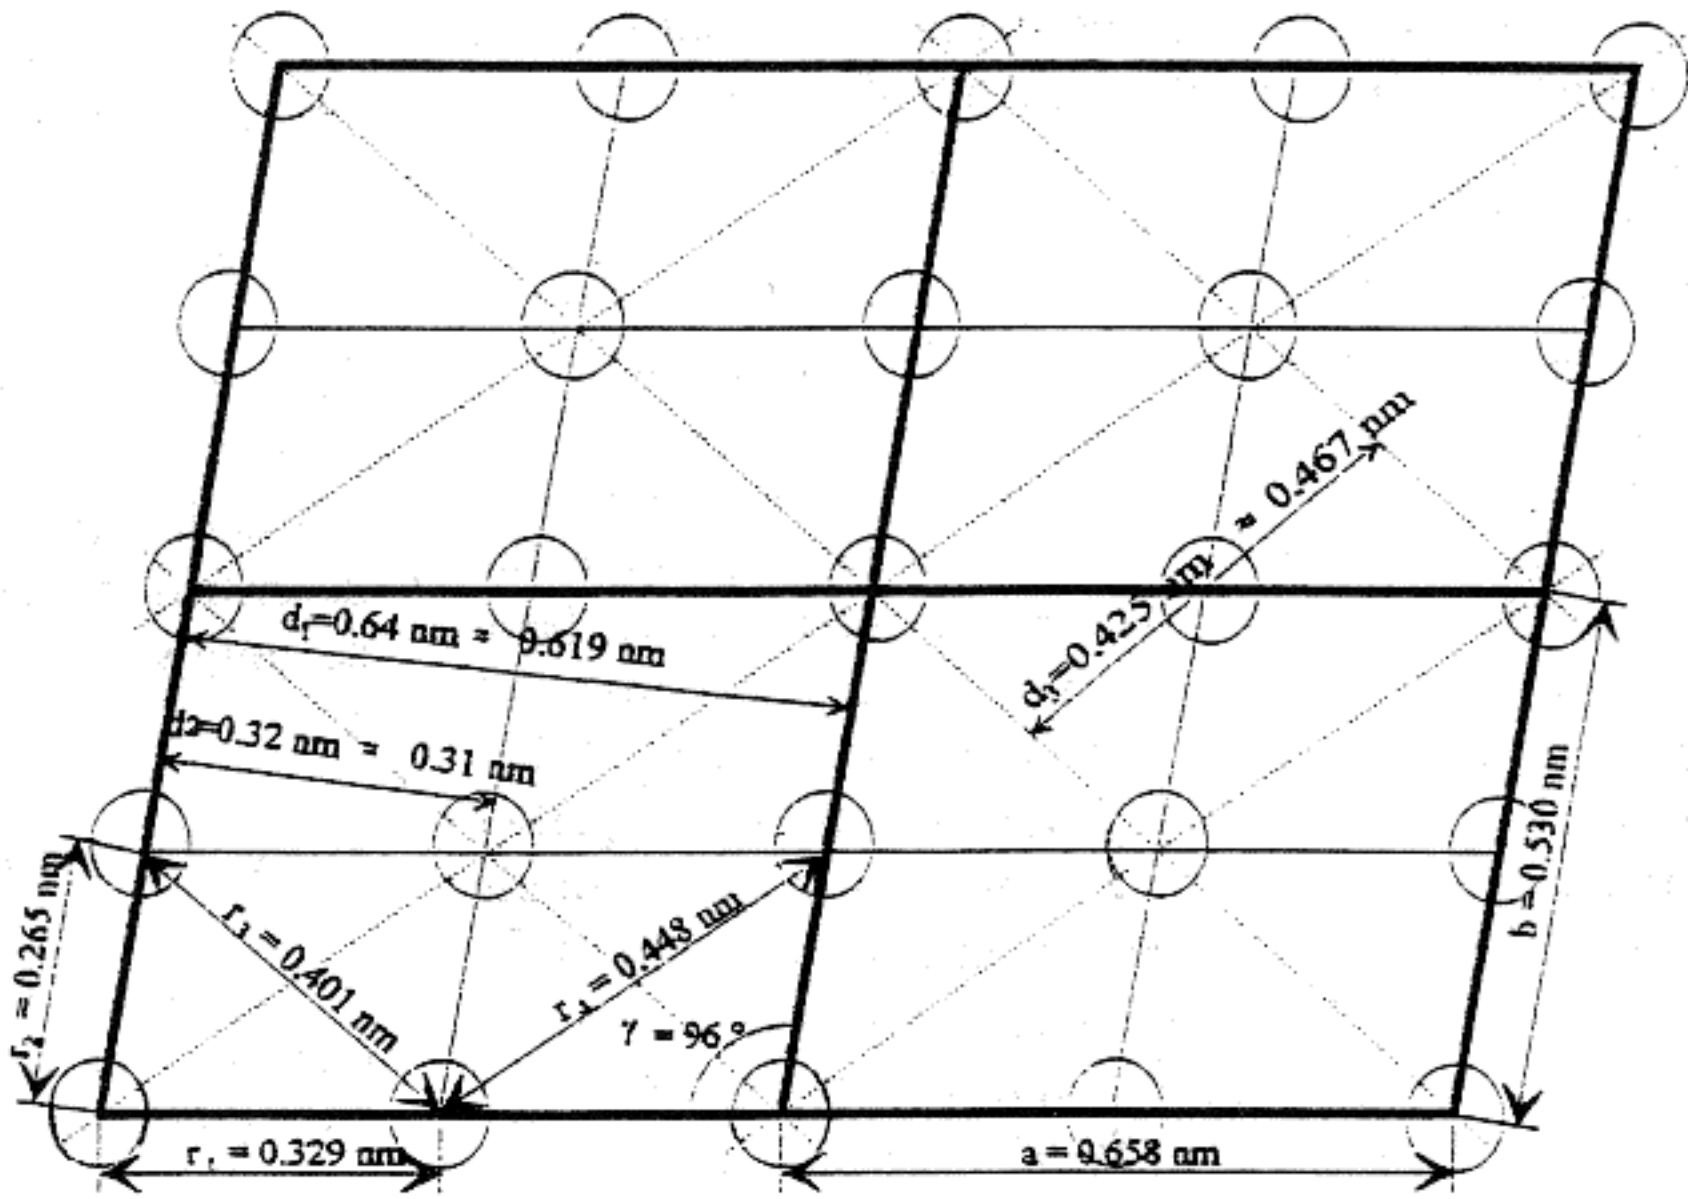 d₃=0.425 nm ≈ 0.467 nm
d₁=0.64 nm ≈ 0.619 nm
d₂=0.32 nm ≈ 0.31 nm
b = 0.530 nm
r₂ = 0.265 nm
r₃ = 0.401 nm
r₄ = 0.448 nm
γ = 96°
r₁ = 0.329 nm
a = 0.658 nm